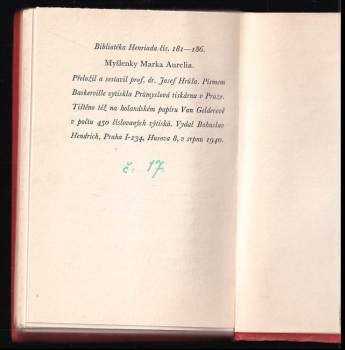 Bibliotéka Henriada čís. 181—186.
Myšlenky Marka Aurelia.
Přeložil a sestavil prof. dr. Josef Hrůša. Písmem
Baskerville vytiskla Průmyslová tiskárna v Praze.
Tištěno též na holandském papíru Van Gelderově
v počtu 450 číslovaných výtisků. Vydal Bohuslav
Hendrich, Praha I-234, Husova 8, v srpnu 1940.
č. 17.